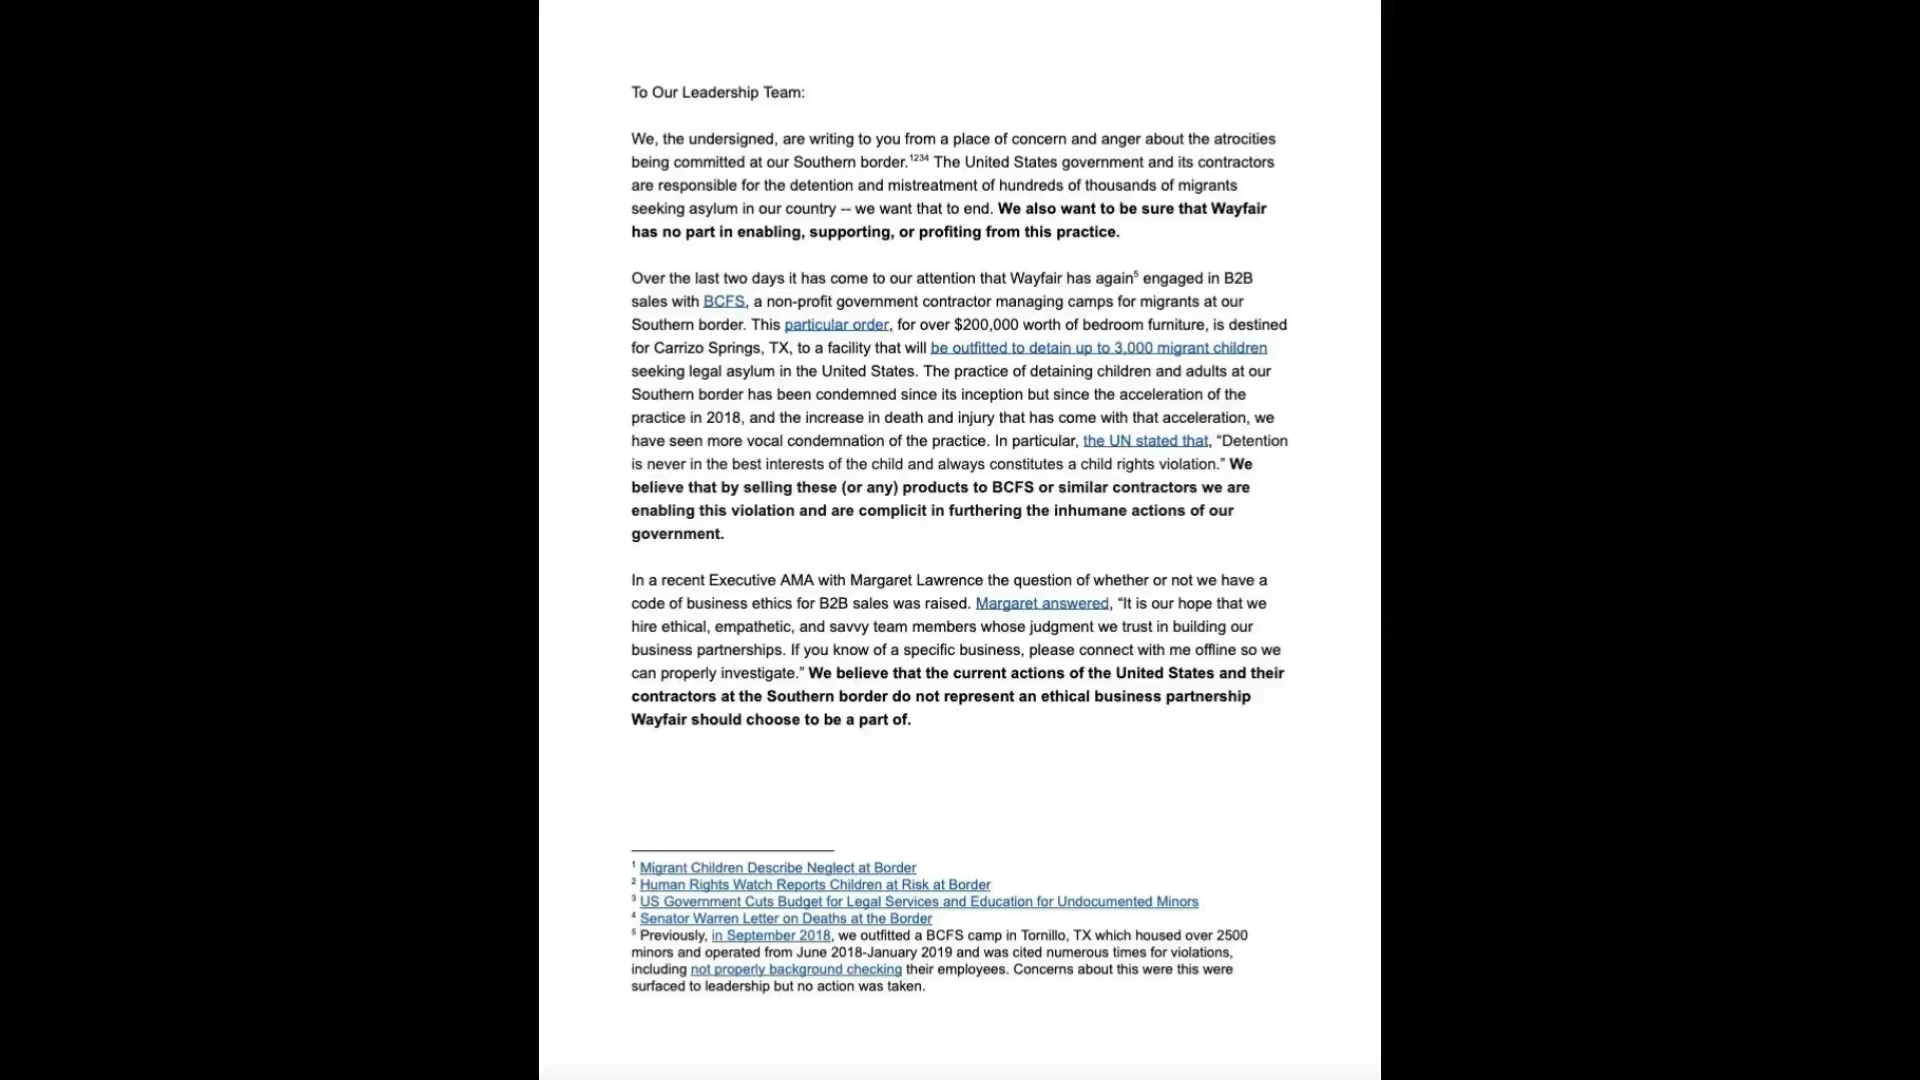 To Our Leadership Team:
We, the undersigned, are writing to you from a place of concern and anger about the atrocities
being committed at our Southern border.¹²³⁴ The United States government and its contractors
are responsible for the detention and mistreatment of hundreds of thousands of migrants
seeking asylum in our country -- we want that to end. We also want to be sure that Wayfair
has no part in enabling, supporting, or profiting from this practice.
Over the last two days it has come to our attention that Wayfair has again⁵ engaged in B2B
sales with BCFS, a non-profit government contractor managing camps for migrants at our
Southern border. This particular order, for over $200,000 worth of bedroom furniture, is destined
for Carrizo Springs, TX, to a facility that will be outfitted to detain up to 3,000 migrant children
seeking legal asylum in the United States. The practice of detaining children and adults at our
Southern border has been condemned since its inception but since the acceleration of the
practice in 2018, and the increase in death and injury that has come with that acceleration, we
have seen more vocal condemnation of the practice. In particular, the UN stated that, “Detention
is never in the best interests of the child and always constitutes a child rights violation.” We
believe that by selling these (or any) products to BCFS or similar contractors we are
enabling this violation and are complicit in furthering the inhumane actions of our
government.
In a recent Executive AMA with Margaret Lawrence the question of whether or not we have a
code of business ethics for B2B sales was raised. Margaret answered, “It is our hope that we
hire ethical, empathetic, and savvy team members whose judgment we trust in building our
business partnerships. If you know of a specific business, please connect with me offline so we
can properly investigate.” We believe that the current actions of the United States and their
contractors at the Southern border do not represent an ethical business partnership
Wayfair should choose to be a part of.
¹ Migrant Children Describe Neglect at Border
² Human Rights Watch Reports Children at Risk at Border
³ US Government Cuts Budget for Legal Services and Education for Undocumented Minors
⁴ Senator Warren Letter on Deaths at the Border
⁵ Previously, in September 2018, we outfitted a BCFS camp in Tornillo, TX which housed over 2500
minors and operated from June 2018-January 2019 and was cited numerous times for violations,
including not properly background checking their employees. Concerns about this were this were
surfaced to leadership but no action was taken.